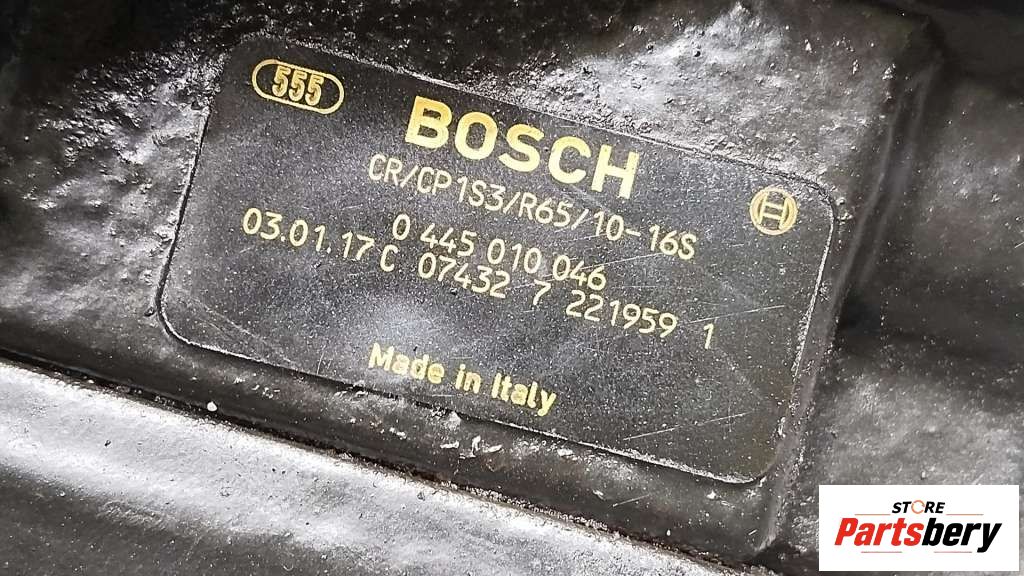 555
BOSCH
CR/CP1S3/R65/10-16S
0 445 010 046
03.01.17 C 07432 7 221959 1
Made in Italy
STORE
Partsbery